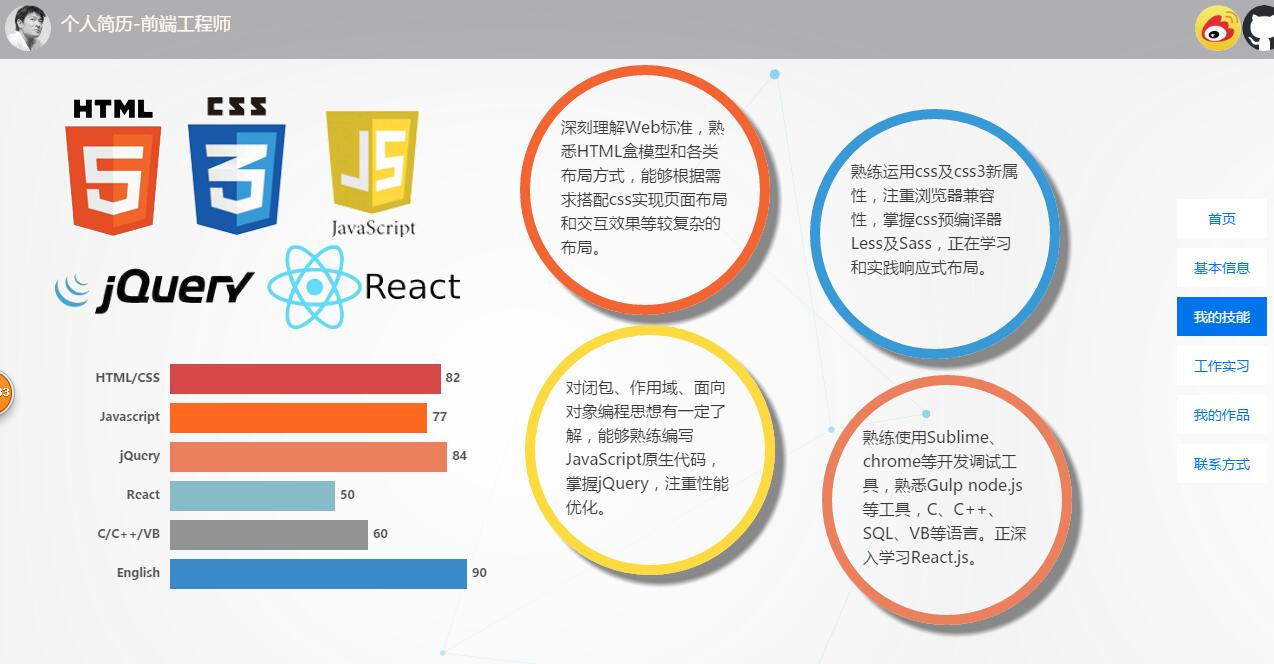 个人简历-前端工程师
HTML
CSS
5
3
JS
JavaScript
jQuery
React
HTML/CSS 82
Javascript 77
jQuery 84
React 50
C/C++/VB 60
English 90
深刻理解Web标准，熟
悉HTML盒模型和各类
布局方式，能够根据需
求搭配css实现页面布局
和交互效果等较复杂的
布局。
熟练运用css及css3新属
性，注重浏览器兼容
性，掌握css预编译器
Less及Sass，正在学习
和实践响应式布局。
对闭包、作用域、面向
对象编程思想有一定了
解，能够熟练编写
JavaScript原生代码，
掌握jQuery，注重性能
优化。
熟练使用Sublime、
chrome等开发调试工
具，熟悉Gulp node.js
等工具，C、C++、
SQL、VB等语言。正深
入学习React.js。
首页
基本信息
我的技能
工作实习
我的作品
联系方式